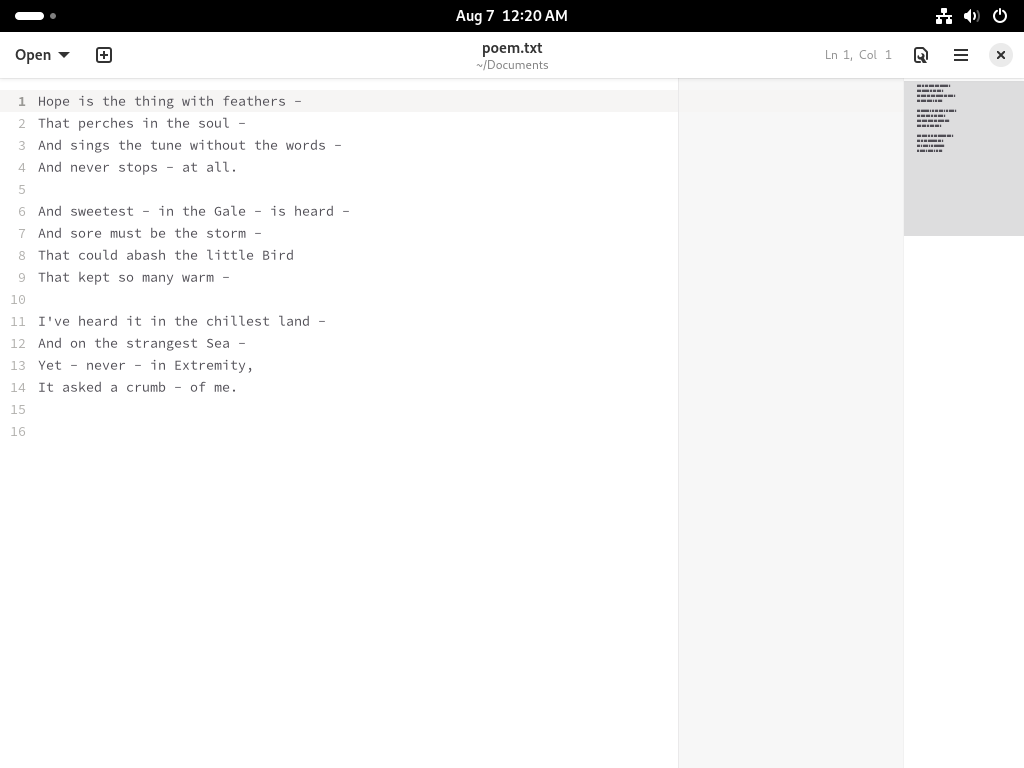 Aug 7 12:20 AM
Open
poem.txt
~/Documents
Ln 1, Col 1
1 Hope is the thing with feathers -
2 That perches in the soul -
3 And sings the tune without the words -
4 And never stops - at all.
5
6 And sweetest - in the Gale - is heard -
7 And sore must be the storm -
8 That could abash the little Bird
9 That kept so many warm -
10
11 I've heard it in the chillest land -
12 And on the strangest Sea -
13 Yet - never - in Extremity,
14 It asked a crumb - of me.
15
16